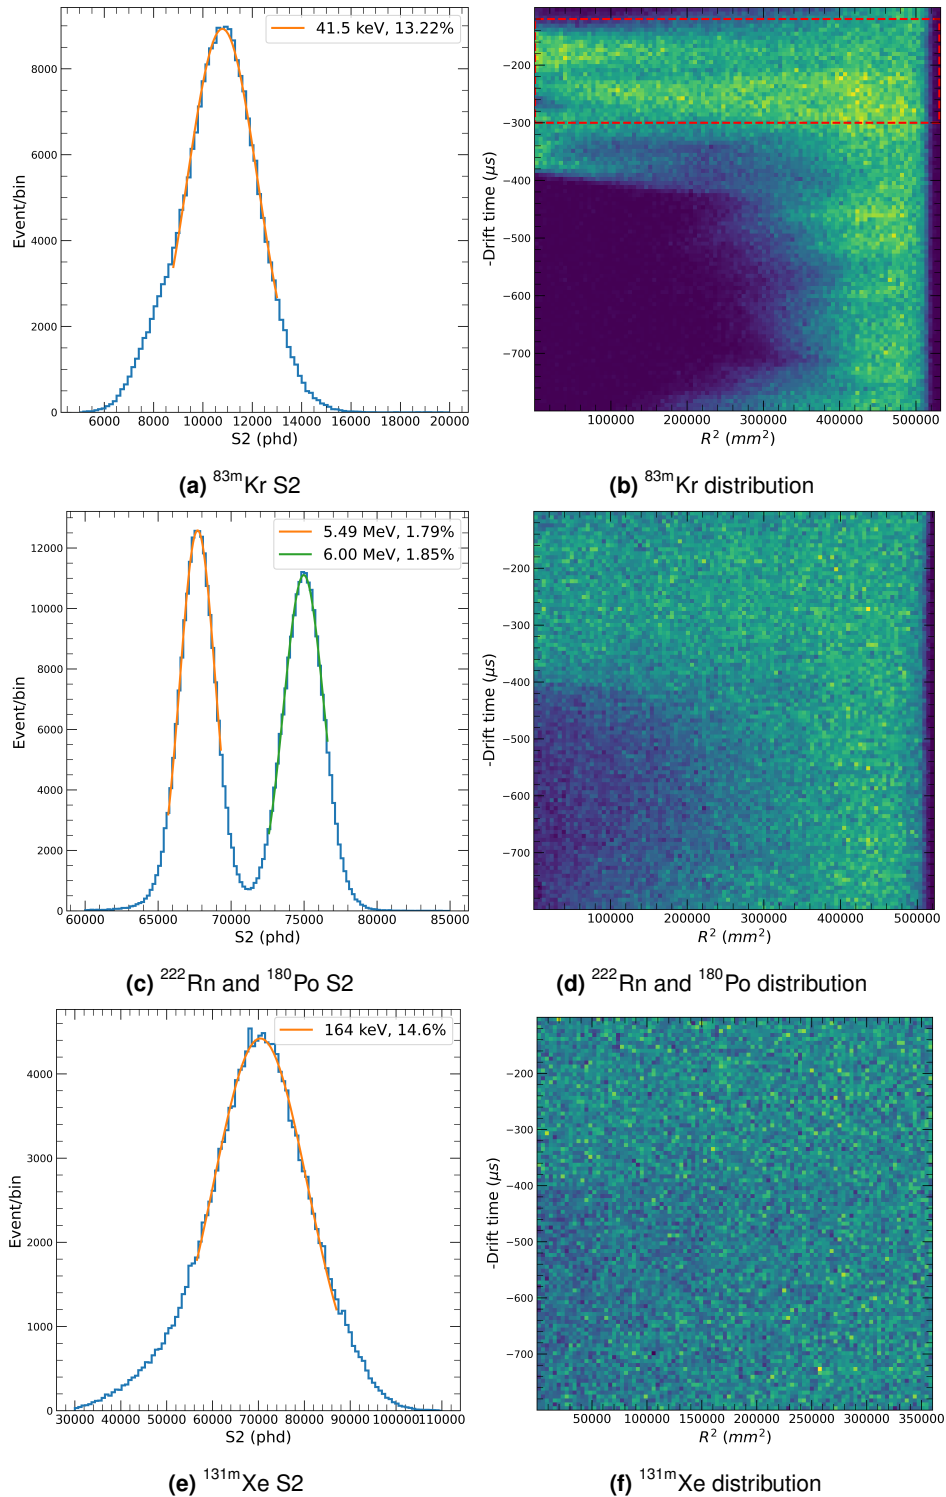 41.5 keV, 13.22%
Event/bin
0
2000
4000
6000
8000
6000 8000 10000 12000 14000 16000 18000 20000
S2 (phd)
(a) ⁸³ᵐKr S2
-Drift time (μs)
−200
−300
−400
−500
−600
−700
100000 200000 300000 400000 500000
R² (mm²)
(b) ⁸³ᵐKr distribution
5.49 MeV, 1.79%
6.00 MeV, 1.85%
Event/bin
12000
10000
8000
6000
4000
2000
0
60000 65000 70000 75000 80000 85000
S2 (phd)
(c) ²²²Rn and ¹⁸⁰Po S2
-Drift time (μs)
−200
−300
−400
−500
−600
−700
100000 200000 300000 400000 500000
R² (mm²)
(d) ²²²Rn and ¹⁸⁰Po distribution
164 keV, 14.6%
Event/bin
4000
3000
2000
1000
0
30000 40000 50000 60000 70000 80000 90000 100000 110000
S2 (phd)
(e) ¹³¹ᵐXe S2
-Drift time (μs)
−200
−300
−400
−500
−600
−700
50000 100000 150000 200000 250000 300000 350000
R² (mm²)
(f) ¹³¹ᵐXe distribution